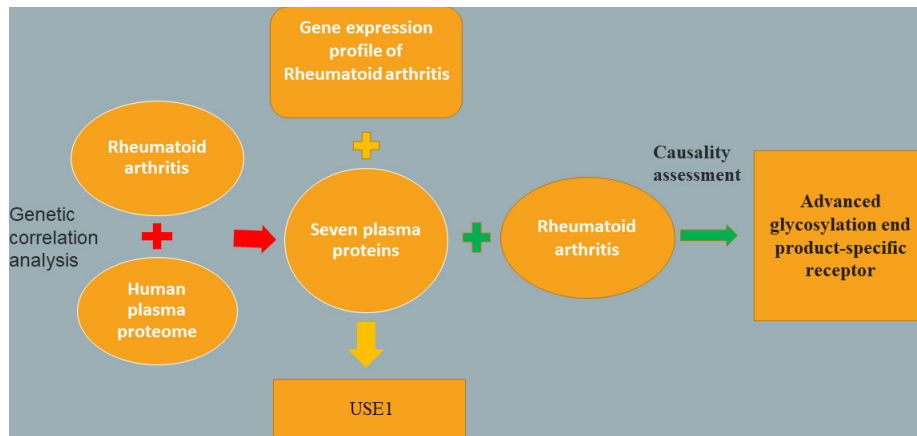 Gene expression
profile of
Rheumatoid arthritis
Rheumatoid
arthritis
Genetic
correlation
analysis
Human
plasma
proteome
Seven plasma
proteins
USE1
Rheumatoid
arthritis
Causality
assessment
Advanced
glycosylation end
product-specific
receptor